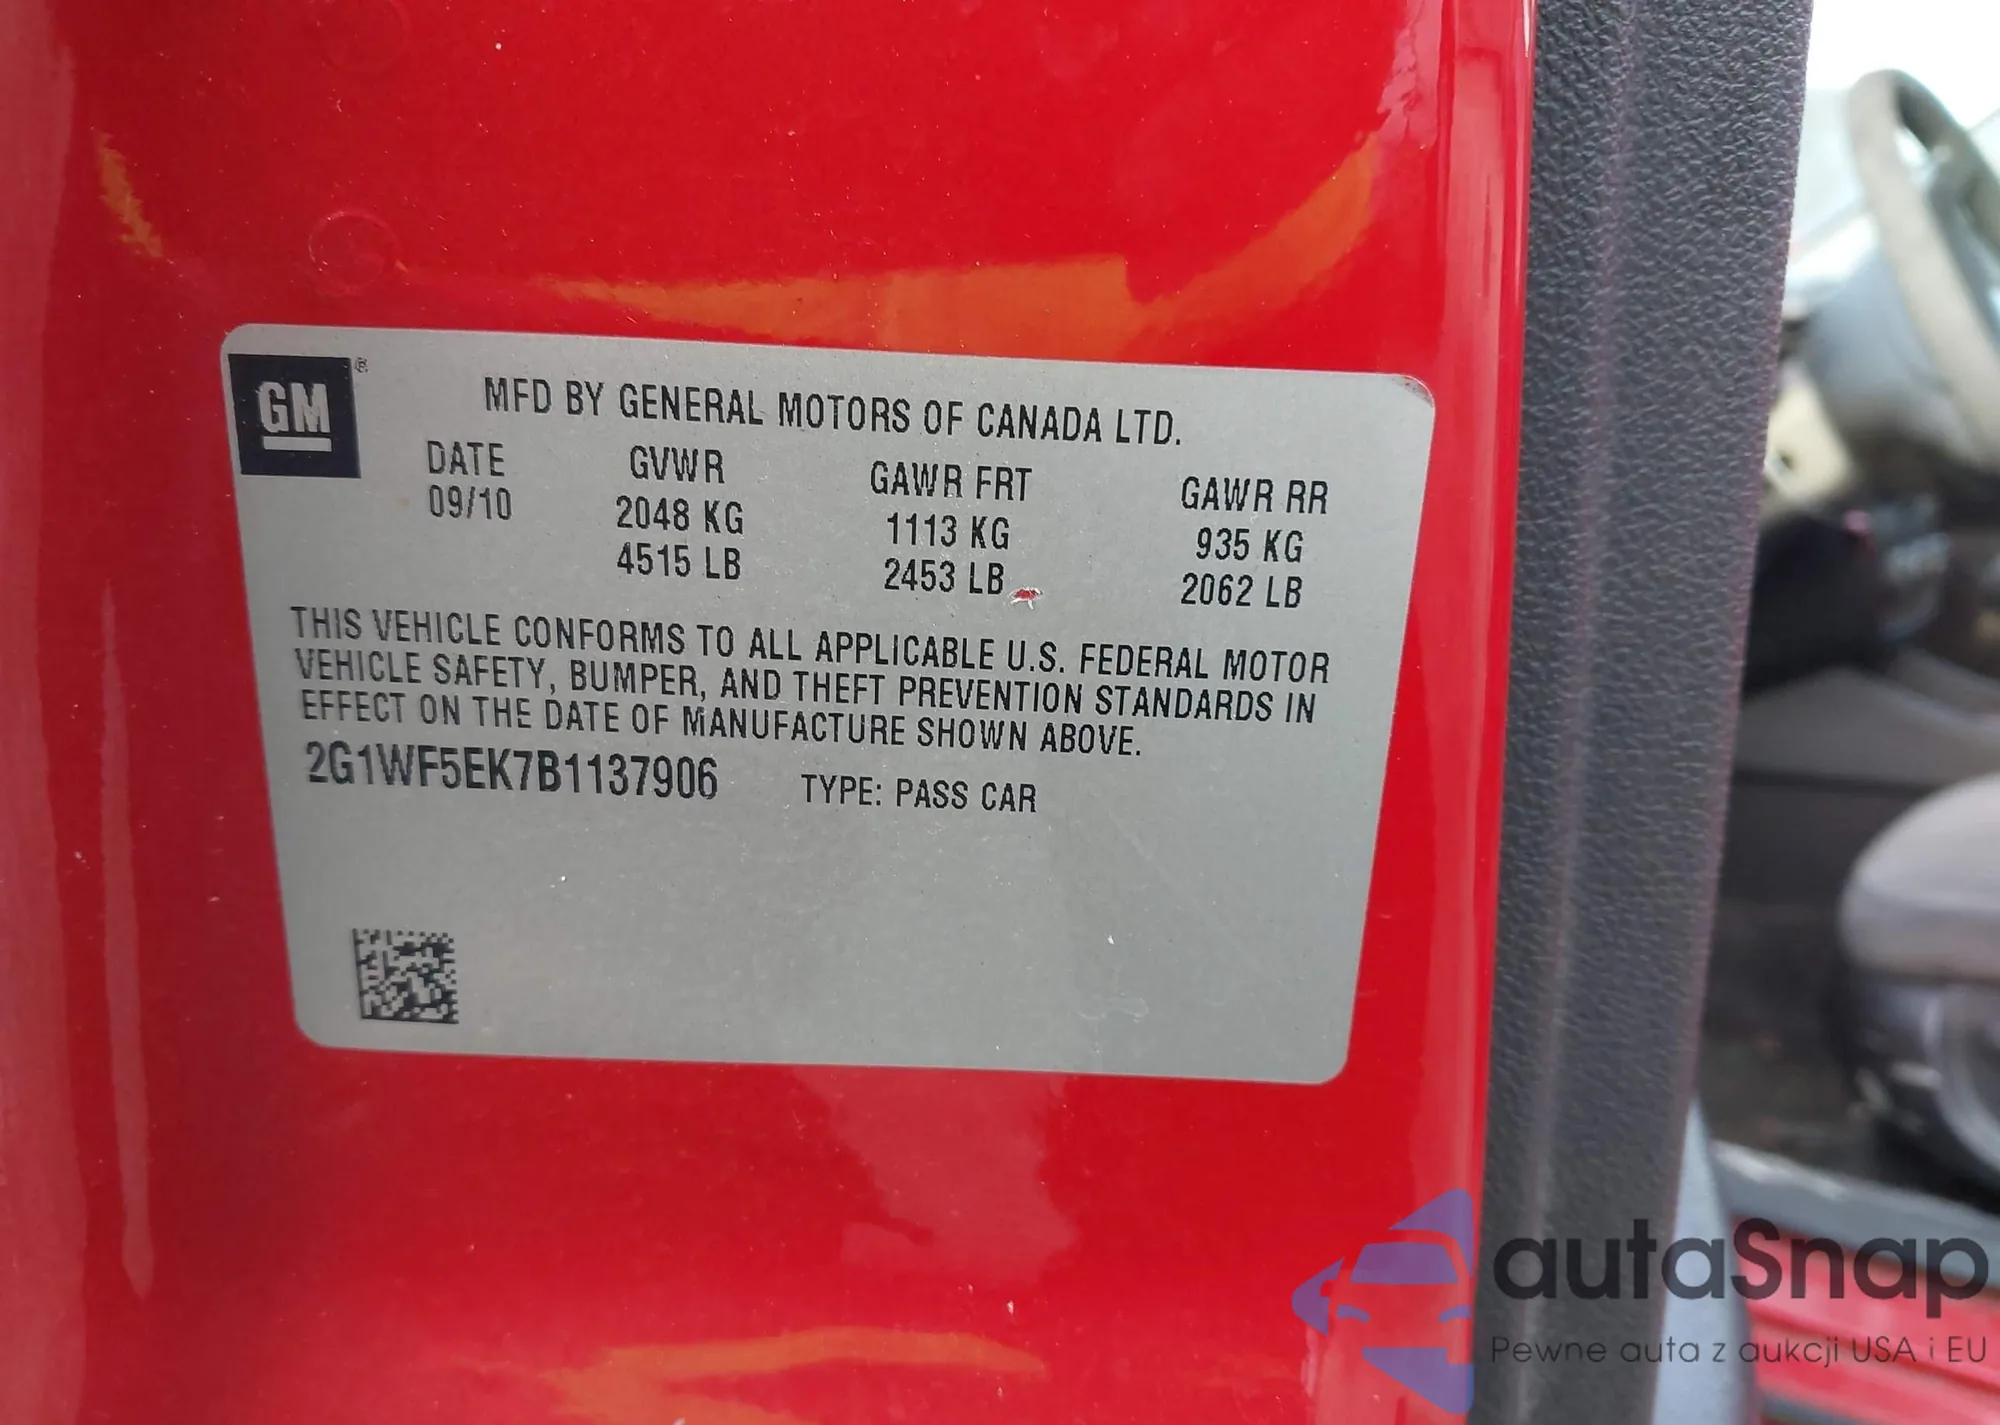 GM ®
MFD BY GENERAL MOTORS OF CANADA LTD.
DATE GVWR GAWR FRT GAWR RR
09/10 2048 KG 1113 KG 935 KG
4515 LB 2453 LB 2062 LB
THIS VEHICLE CONFORMS TO ALL APPLICABLE U.S. FEDERAL MOTOR
VEHICLE SAFETY, BUMPER, AND THEFT PREVENTION STANDARDS IN
EFFECT ON THE DATE OF MANUFACTURE SHOWN ABOVE.
2G1WF5EK7B1137906 TYPE: PASS CAR
autaSnap
Pewne auta z aukcji USA i EU